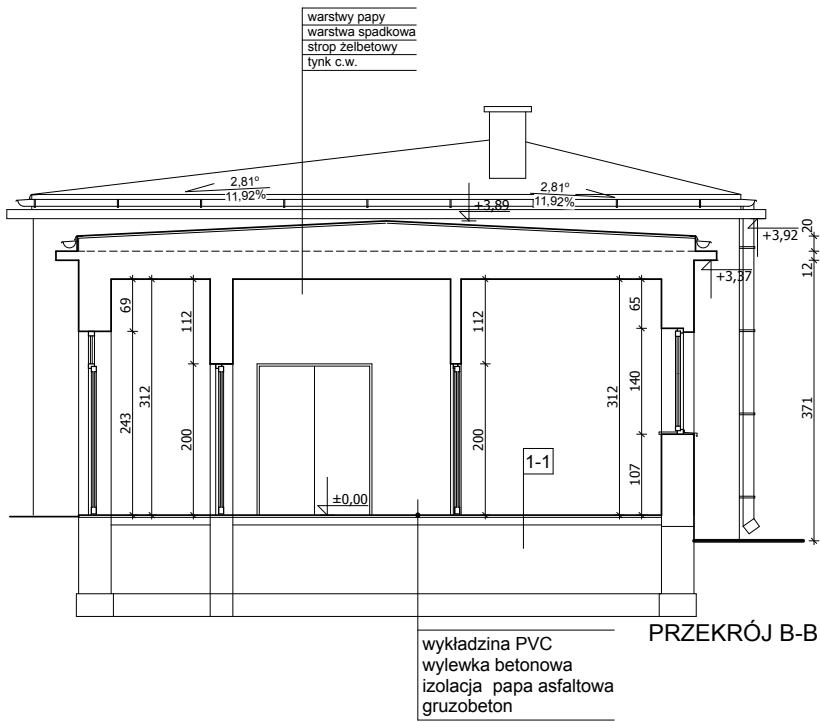 warstwy papy
warstwa spadkowa
strop żelbetowy
tynk c.w.
2,81º
11,92%
2,81º
11,92%
+3,89
+3,92
20
12
+3,37
69
112
112
65
312
243
200
200
312
140
107
371
1-1
±0,00
PRZEKRÓJ B-B
wykładzina PVC
wylewka betonowa
izolacja papa asfaltowa
gruzobeton